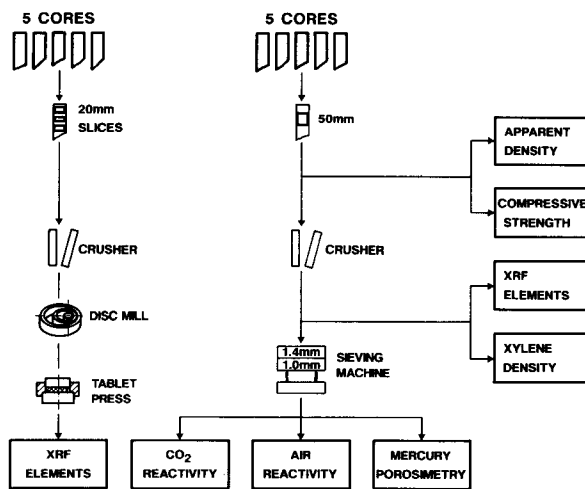 5 CORES
5 CORES
20mm
SLICES
50mm
APPARENT
DENSITY
COMPRESSIVE
STRENGTH
CRUSHER
CRUSHER
XRF
ELEMENTS
DISC MILL
1.4mm
1.0mm
SIEVING
MACHINE
XYLENE
DENSITY
TABLET
PRESS
XRF
ELEMENTS
CO2
REACTIVITY
AIR
REACTIVITY
MERCURY
POROSIMETRY